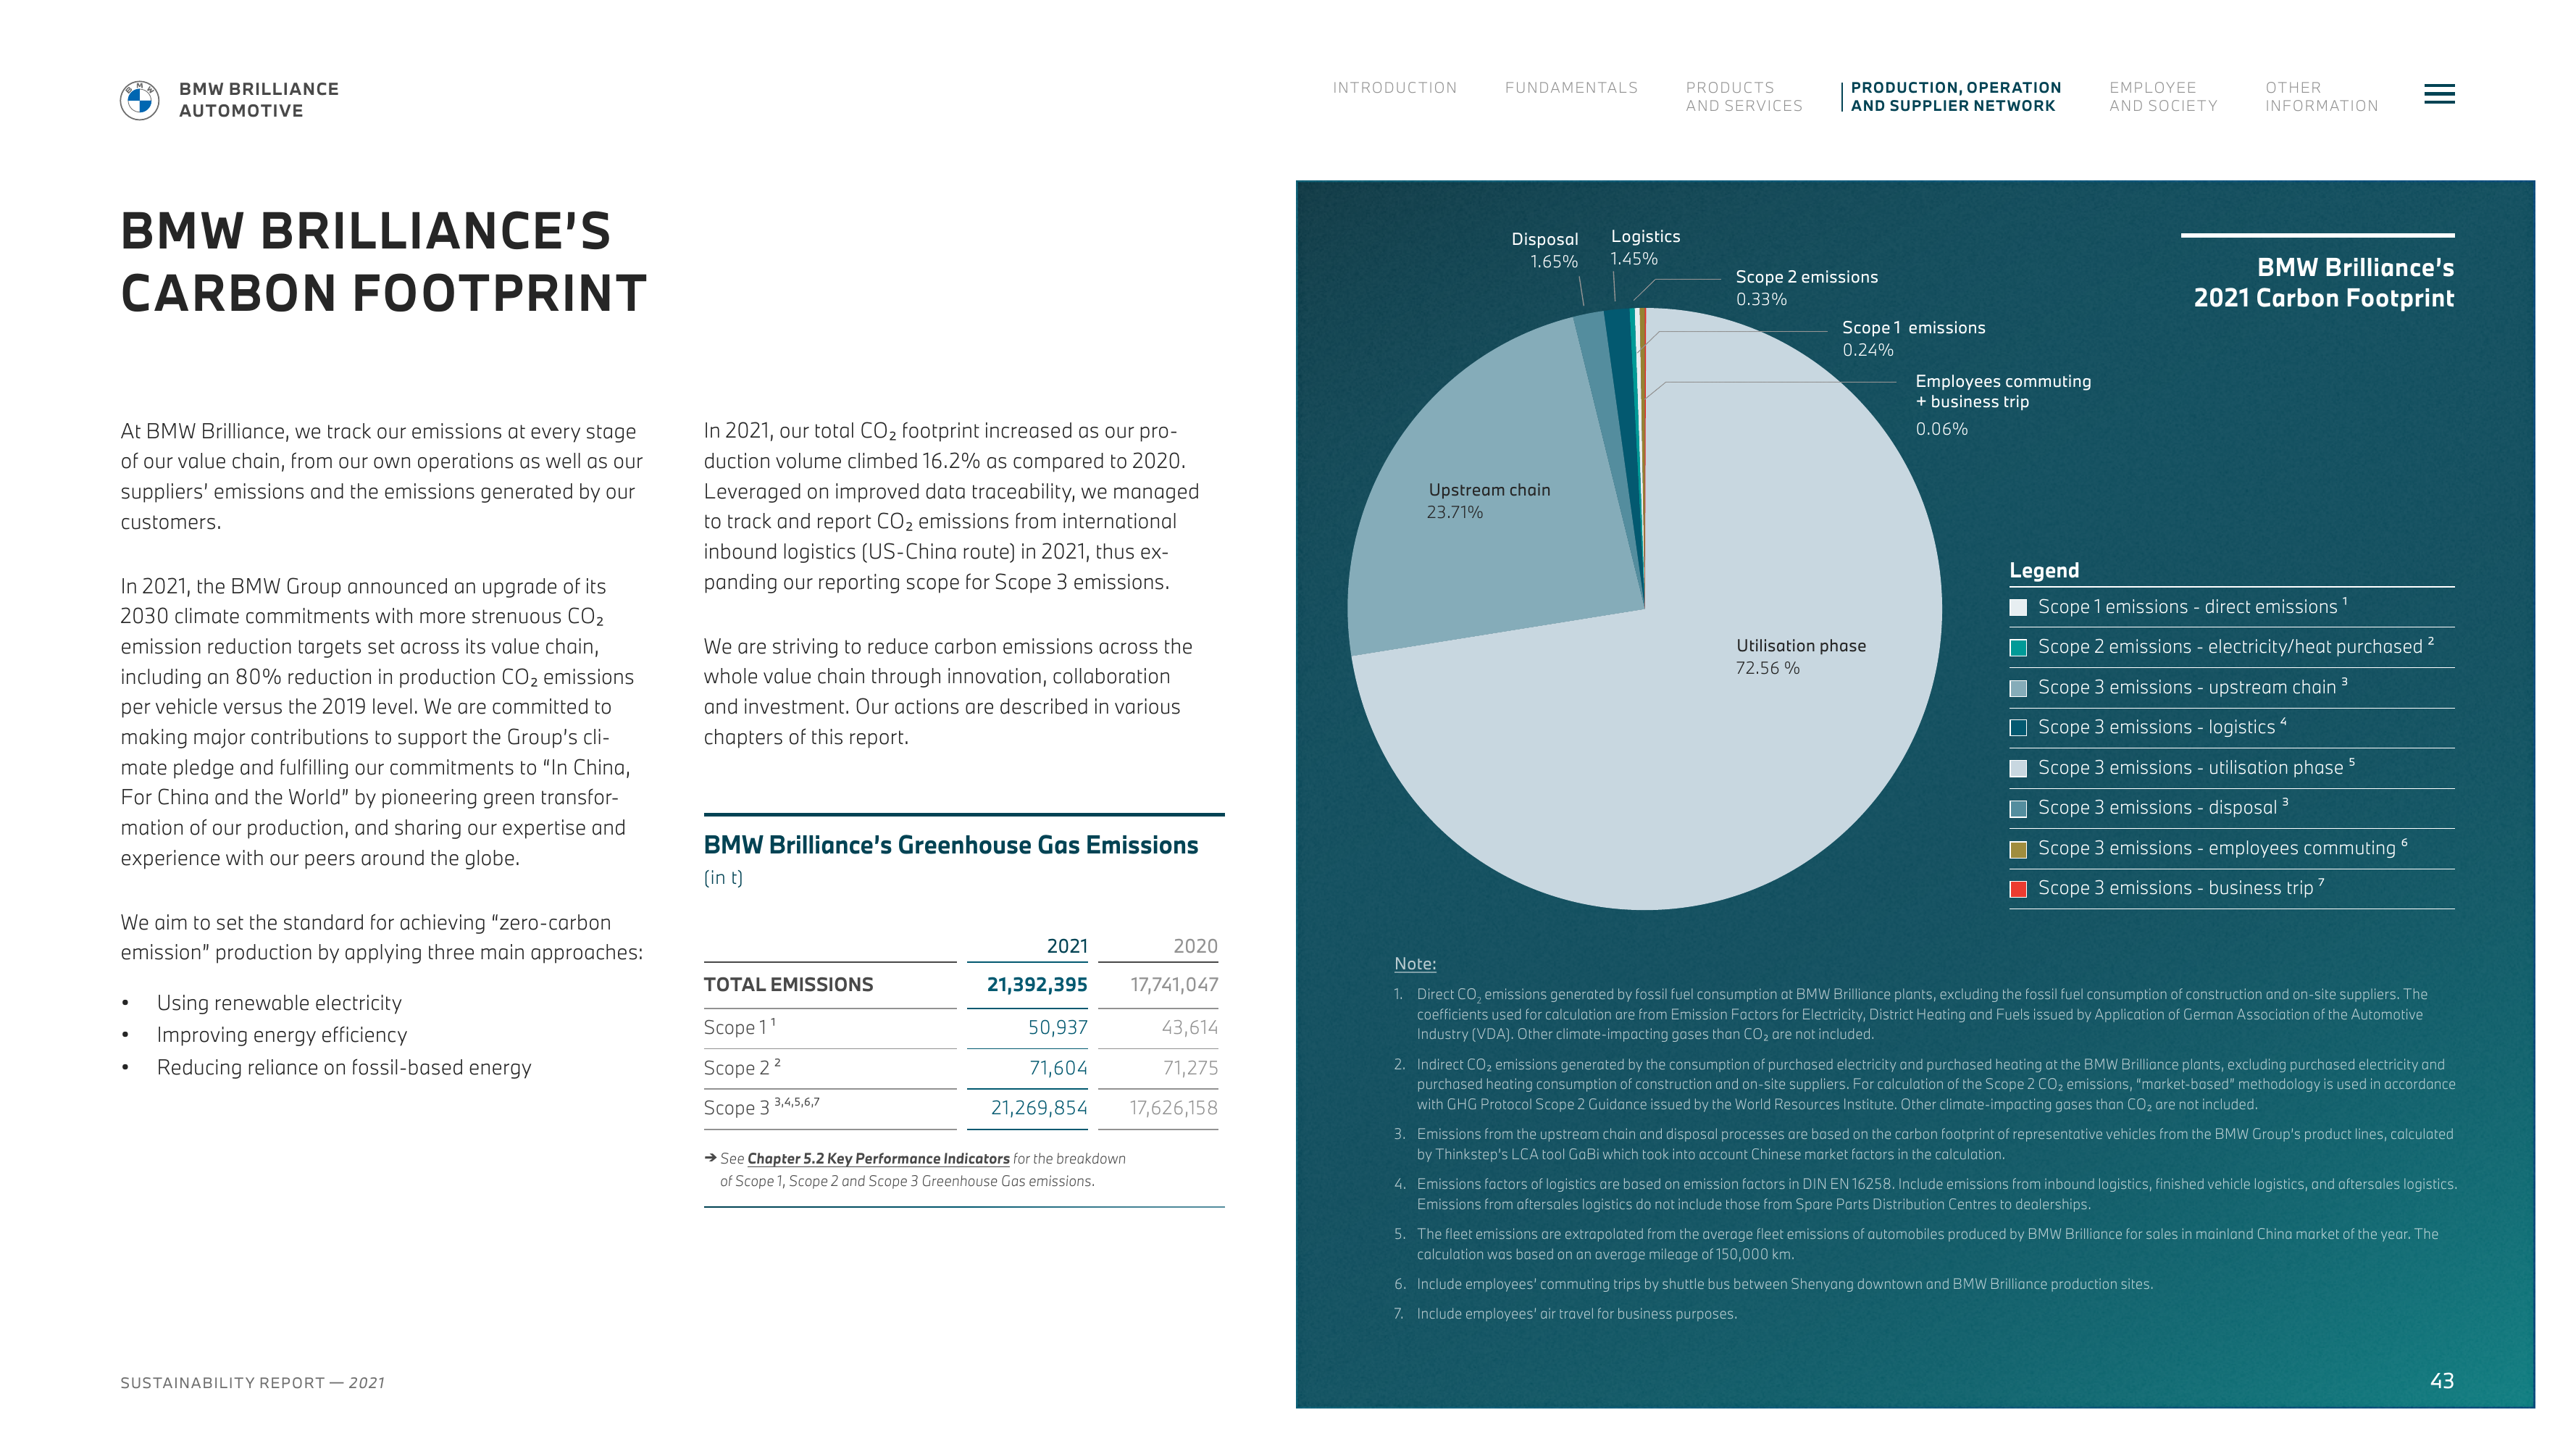 BMW BRILLIANCE
AUTOMOTIVE
INTRODUCTION
FUNDAMENTALS
PRODUCTS
AND SERVICES
PRODUCTION, OPERATION
AND SUPPLIER NETWORK
EMPLOYEE
AND SOCIETY
OTHER
INFORMATION
BMW BRILLIANCE'S
CARBON FOOTPRINT
At BMW Brilliance, we track our emissions at every stage
of our value chain, from our own operations as well as our
suppliers' emissions and the emissions generated by our
customers.
In 2021, the BMW Group announced an upgrade of its
2030 climate commitments with more strenuous CO₂
emission reduction targets set across its value chain,
including an 80% reduction in production CO₂ emissions
per vehicle versus the 2019 level. We are committed to
making major contributions to support the Group's cli-
mate pledge and fulfilling our commitments to "In China,
For China and the World" by pioneering green transfor-
mation of our production, and sharing our expertise and
experience with our peers around the globe.
We aim to set the standard for achieving "zero-carbon
emission" production by applying three main approaches:
• Using renewable electricity
• Improving energy efficiency
• Reducing reliance on fossil-based energy
In 2021, our total CO₂ footprint increased as our pro-
duction volume climbed 16.2% as compared to 2020.
Leveraged on improved data traceability, we managed
to track and report CO₂ emissions from international
inbound logistics (US-China route) in 2021, thus ex-
panding our reporting scope for Scope 3 emissions.
We are striving to reduce carbon emissions across the
whole value chain through innovation, collaboration
and investment. Our actions are described in various
chapters of this report.
BMW Brilliance's Greenhouse Gas Emissions
(in t)
2021 2020
TOTAL EMISSIONS 21,392,395 17,741,047
Scope 1 ¹ 50,937 43,614
Scope 2 ² 71,604 71,275
Scope 3 ³,⁴,⁵,⁶,⁷ 21,269,854 17,626,158
➔ See Chapter 5.2 Key Performance Indicators for the breakdown
of Scope 1, Scope 2 and Scope 3 Greenhouse Gas emissions.
BMW Brilliance's
2021 Carbon Footprint
Disposal
1.65%
Logistics
1.45%
Scope 2 emissions
0.33%
Scope 1 emissions
0.24%
Employees commuting
+ business trip
0.06%
Upstream chain
23.71%
Utilisation phase
72.56 %
Legend
Scope 1 emissions - direct emissions ¹
Scope 2 emissions - electricity/heat purchased ²
Scope 3 emissions - upstream chain ³
Scope 3 emissions - logistics ⁴
Scope 3 emissions - utilisation phase ⁵
Scope 3 emissions - disposal ³
Scope 3 emissions - employees commuting ⁶
Scope 3 emissions - business trip ⁷
Note:
1. Direct CO₂ emissions generated by fossil fuel consumption at BMW Brilliance plants, excluding the fossil fuel consumption of construction and on-site suppliers. The
coefficients used for calculation are from Emission Factors for Electricity, District Heating and Fuels issued by Application of German Association of the Automotive
Industry (VDA). Other climate-impacting gases than CO₂ are not included.
2. Indirect CO₂ emissions generated by the consumption of purchased electricity and purchased heating at the BMW Brilliance plants, excluding purchased electricity and
purchased heating consumption of construction and on-site suppliers. For calculation of the Scope 2 CO₂ emissions, "market-based" methodology is used in accordance
with GHG Protocol Scope 2 Guidance issued by the World Resources Institute. Other climate-impacting gases than CO₂ are not included.
3. Emissions from the upstream chain and disposal processes are based on the carbon footprint of representative vehicles from the BMW Group's product lines, calculated
by Thinkstep's LCA tool GaBi which took into account Chinese market factors in the calculation.
4. Emissions factors of logistics are based on emission factors in DIN EN 16258. Include emissions from inbound logistics, finished vehicle logistics, and aftersales logistics.
Emissions from aftersales logistics do not include those from Spare Parts Distribution Centres to dealerships.
5. The fleet emissions are extrapolated from the average fleet emissions of automobiles produced by BMW Brilliance for sales in mainland China market of the year. The
calculation was based on an average mileage of 150,000 km.
6. Include employees' commuting trips by shuttle bus between Shenyang downtown and BMW Brilliance production sites.
7. Include employees' air travel for business purposes.
SUSTAINABILITY REPORT — 2021
43